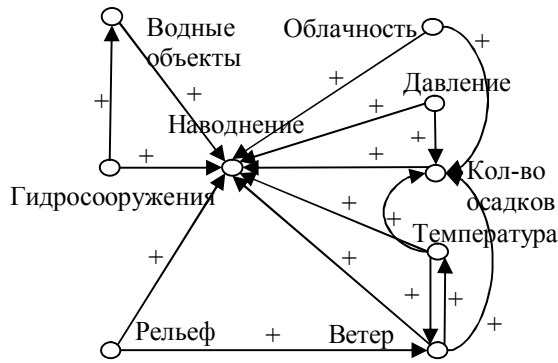 Водные
объекты
Облачность
+
+
+
+
Давление
+
+
Наводнение
+
+
Кол-во
осадков
Гидросооружения
+
+
Температура
+
+
+
+
Рельеф
+
Ветер
+